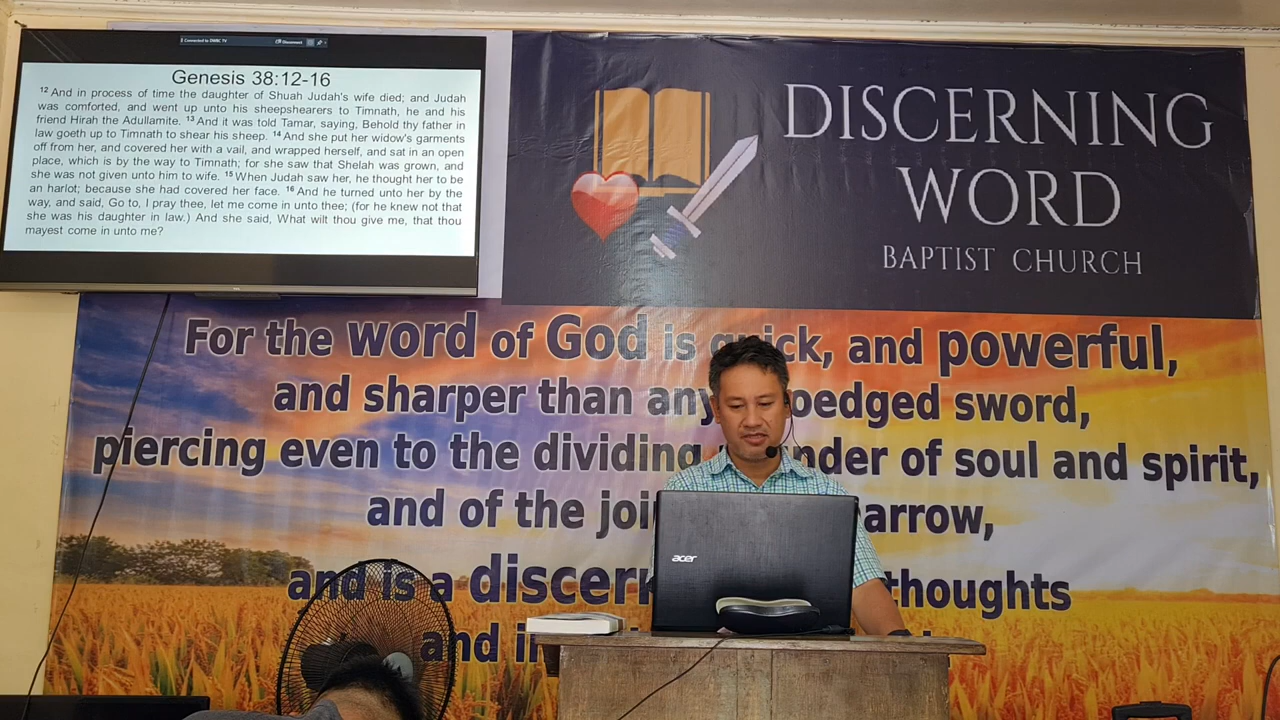 Connected to DWBC TV
Disconnect
Genesis 38:12-16
12 And in process of time the daughter of Shuah Judah's wife died; and Judah
was comforted, and went up unto his sheepshearers to Timnath, he and his
friend Hirah the Adullamite. 13 And it was told Tamar, saying, Behold thy father in
law goeth up to Timnath to shear his sheep. 14 And she put her widow's garments
off from her, and covered her with a vail, and wrapped herself, and sat in an open
place, which is by the way to Timnath; for she saw that Shelah was grown, and
she was not given unto him to wife. 15 When Judah saw her, he thought her to be
an harlot; because she had covered her face. 16 And he turned unto her by the
way, and said, Go to, I pray thee, let me come in unto thee; (for he knew not that
she was his daughter in law.) And she said, What wilt thou give me, that thou
mayest come in unto me?
DISCERNING
WORD
BAPTIST CHURCH
For the word of God is quick, and powerful,
and sharper than any oedged sword,
piercing even to the dividing nder of soul and spirit,
and of the joi arrow,
and is a discer thoughts
and i
acer